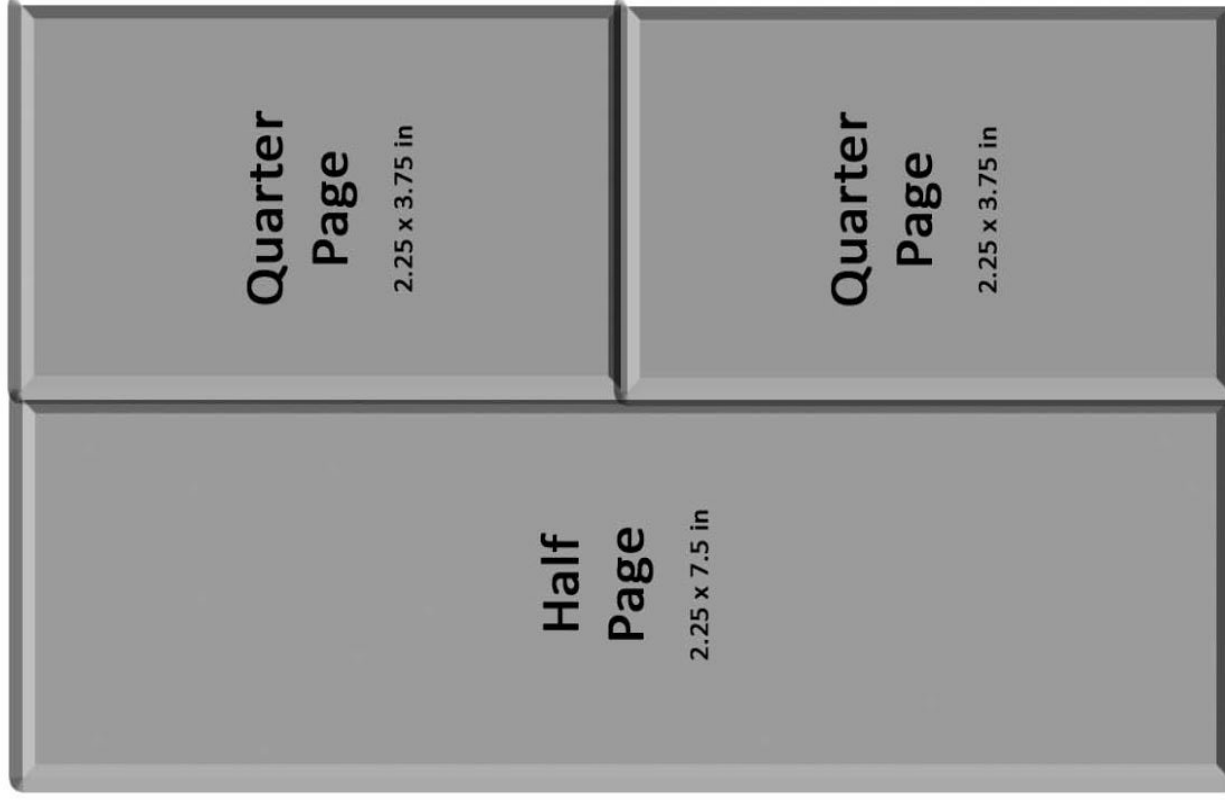 Half
Page
2.25 x 7.5 in
Quarter
Page
2.25 x 3.75 in
Quarter
Page
2.25 x 3.75 in